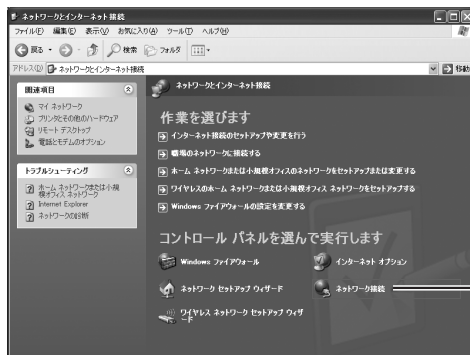 ネットワークとインターネット接続
ファイル(F) 編集(E) 表示(V) お気に入り(A) ツール(T) ヘルプ(H)
戻る 検索 フォルダ
アドレス(D) ネットワークとインターネット接続 移動
関連項目
マイ ネットワーク
プリンタとその他のハードウェア
リモート デスクトップ
電話とモデムのオプション
トラブルシューティング
ホーム ネットワークまたは小規
模オフィス ネットワーク
Internet Explorer
ネットワークの診断
ネットワークとインターネット接続
作業を選びます
インターネット接続のセットアップや変更を行う
職場のネットワークに接続する
ホーム ネットワークまたは小規模オフィスのネットワークをセットアップまたは変更する
ワイヤレスのホーム ネットワークまたは小規模オフィス ネットワークをセットアップする
Windows ファイアウォールの設定を変更する
コントロール パネルを選んで実行します
Windows ファイアウォール インターネット オプション
ネットワーク セットアップ ウィザード ネットワーク接続
ワイヤレス ネットワーク セットアップ ウィザ
ード